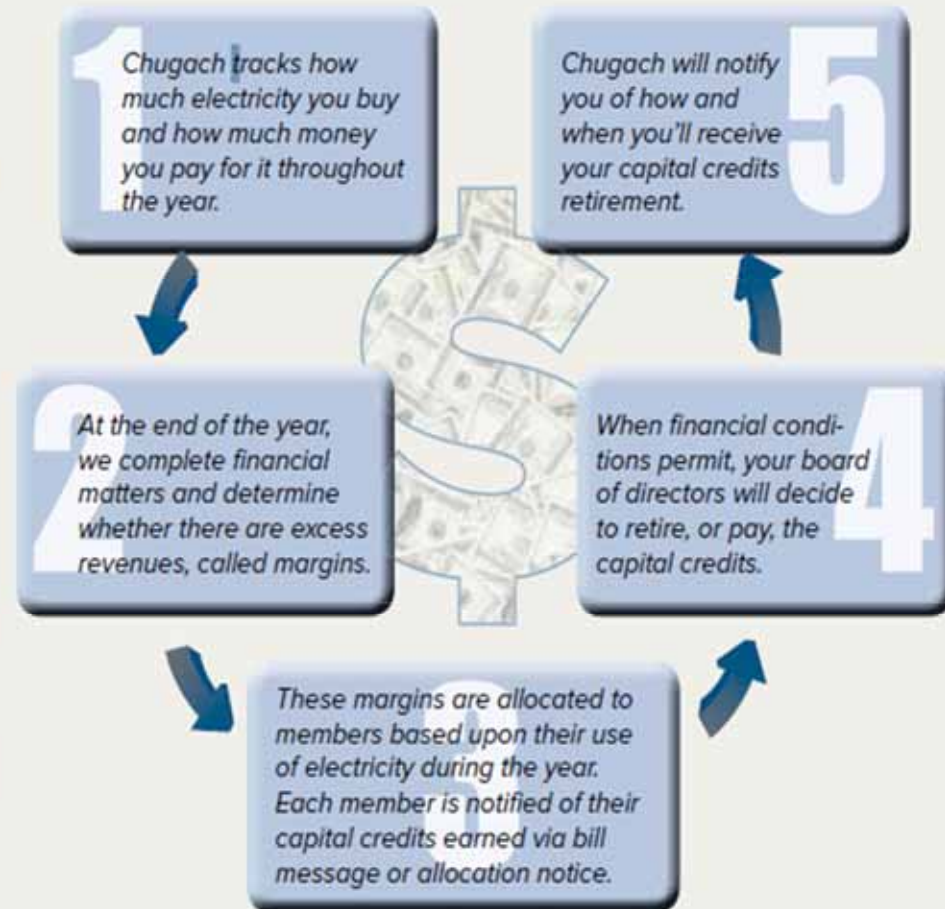 1
Chugach tracks how
much electricity you buy
and how much money
you pay for it throughout
the year.
2
At the end of the year,
we complete financial
matters and determine
whether there are excess
revenues, called margins.
3
These margins are allocated to
members based upon their use
of electricity during the year.
Each member is notified of their
capital credits earned via bill
message or allocation notice.
4
When financial condi-
tions permit, your board
of directors will decide
to retire, or pay, the
capital credits.
5
Chugach will notify
you of how and
when you'll receive
your capital credits
retirement.
$